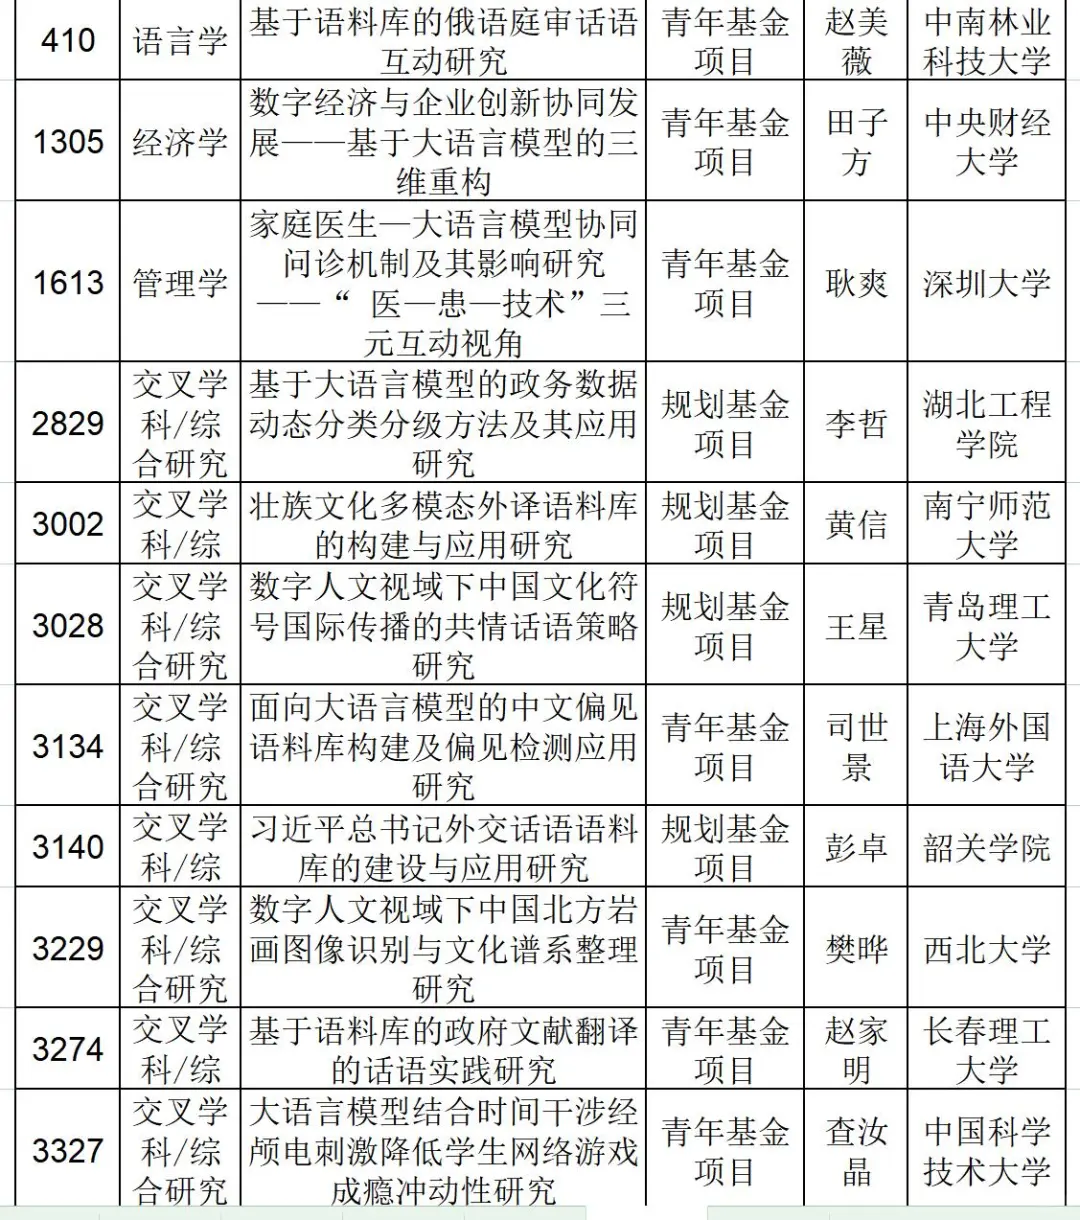 410 语言学 基于语料库的俄语庭审话语 青年基金 赵美 中南林业
互动研究 项目 薇 科技大学
1305 经济学 数字经济与企业创新协同发 青年基金 田子 中央财经
展——基于大语言模型的三 项目 方 大学
维重构
1613 管理学 家庭医生—大语言模型协同 青年基金 耿爽 深圳大学
问诊机制及其影响研究 项目
——“ 医—患—技术”三
元互动视角
2829 交叉学 基于大语言模型的政务数据 规划基金 李哲 湖北工程
科/综 动态分类分级方法及其应用 项目 学院
合研究 研究
3002 交叉学 壮族文化多模态外译语料库 规划基金 黄信 南宁师范
科/综 的构建与应用研究 项目 大学
3028 交叉学 数字人文视域下中国文化符 规划基金 王星 青岛理工
科/综 号国际传播的共情话语策略 项目 大学
合研究 研究
3134 交叉学 面向大语言模型的中文偏见 青年基金 司世 上海外国
科/综 语料库构建及偏见检测应用 项目 景 语大学
合研究 研究
3140 交叉学 习近平总书记外交话语语料 规划基金 彭卓 韶关学院
科/综 库的建设与应用研究 项目
3229 交叉学 数字人文视域下中国北方岩 青年基金 樊晔 西北大学
科/综 画图像识别与文化谱系整理 项目
合研究 研究
3274 交叉学 基于语料库的政府文献翻译 青年基金 赵家 长春理工
科/综 的话语实践研究 项目 明 大学
3327 交叉学 大语言模型结合时间干涉经 青年基金 查汝 中国科学
科/综 颅电刺激降低学生网络游戏 项目 晶 技术大学
合研究 成瘾冲动性研究